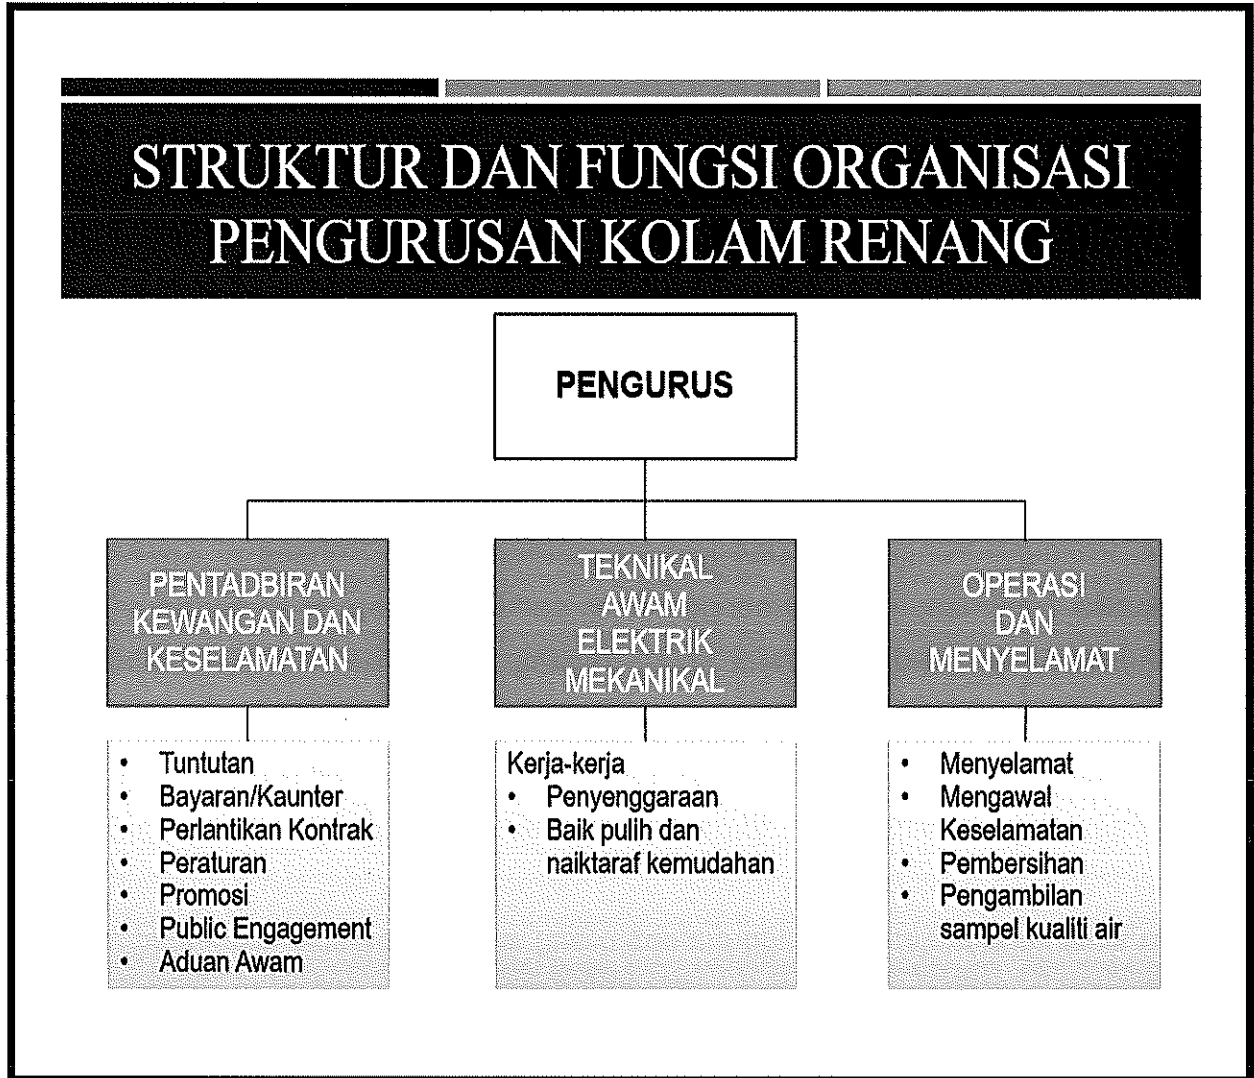 STRUKTUR DAN FUNGSI ORGANISASI
PENGURUSAN KOLAM RENANG
PENGURUS
PENTADBIRAN
KEWANGAN DAN
KESELAMATAN
TEKNIKAL
AWAM
ELEKTRIK
MEKANIKAL
OPERASI
DAN
MENYELAMAT
• Tuntutan
• Bayaran/Kaunter
• Perlantikan Kontrak
• Peraturan
• Promosi
• Public Engagement
• Aduan Awam
Kerja-kerja
• Penyenggaraan
• Baik pulih dan
naiktaraf kemudahan
• Menyelamat
• Mengawal
Keselamatan
• Pembersihan
• Pengambilan
sampel kualiti air